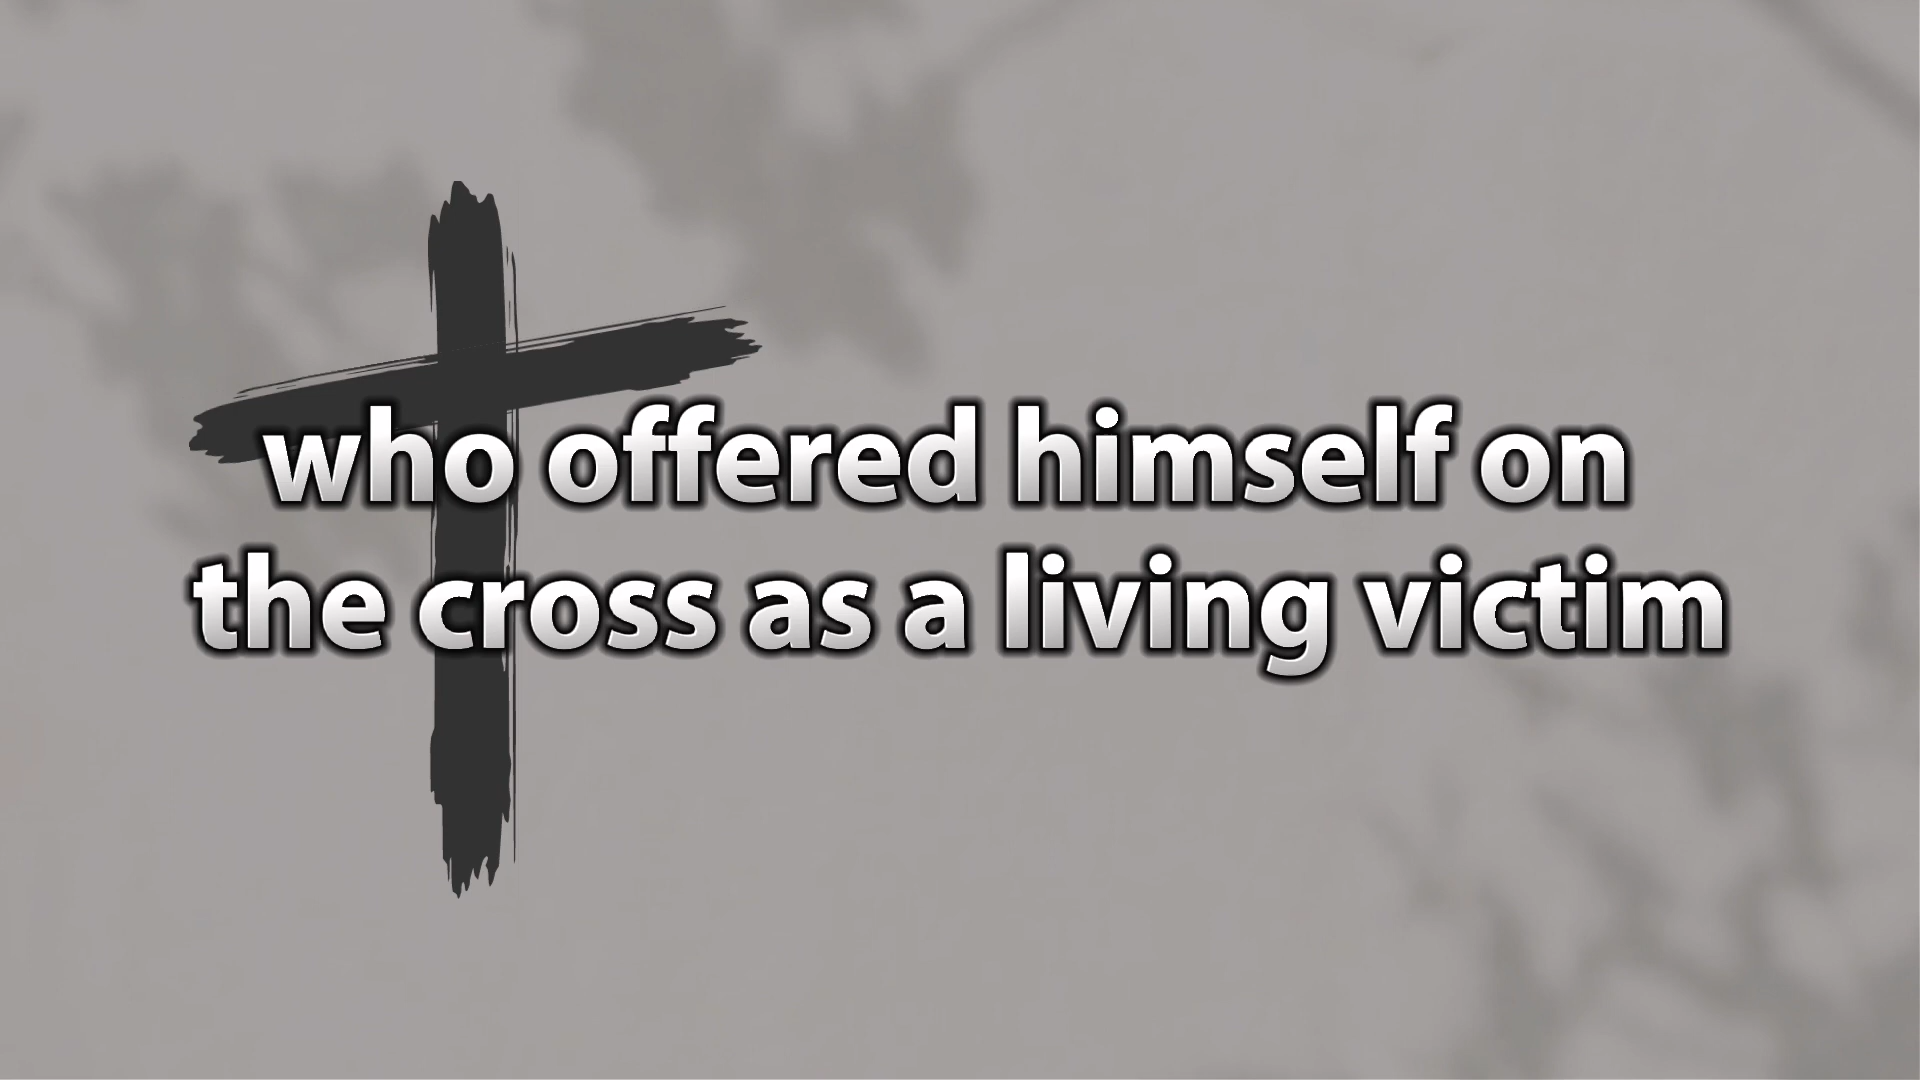 who offered himself on
the cross as a living victim